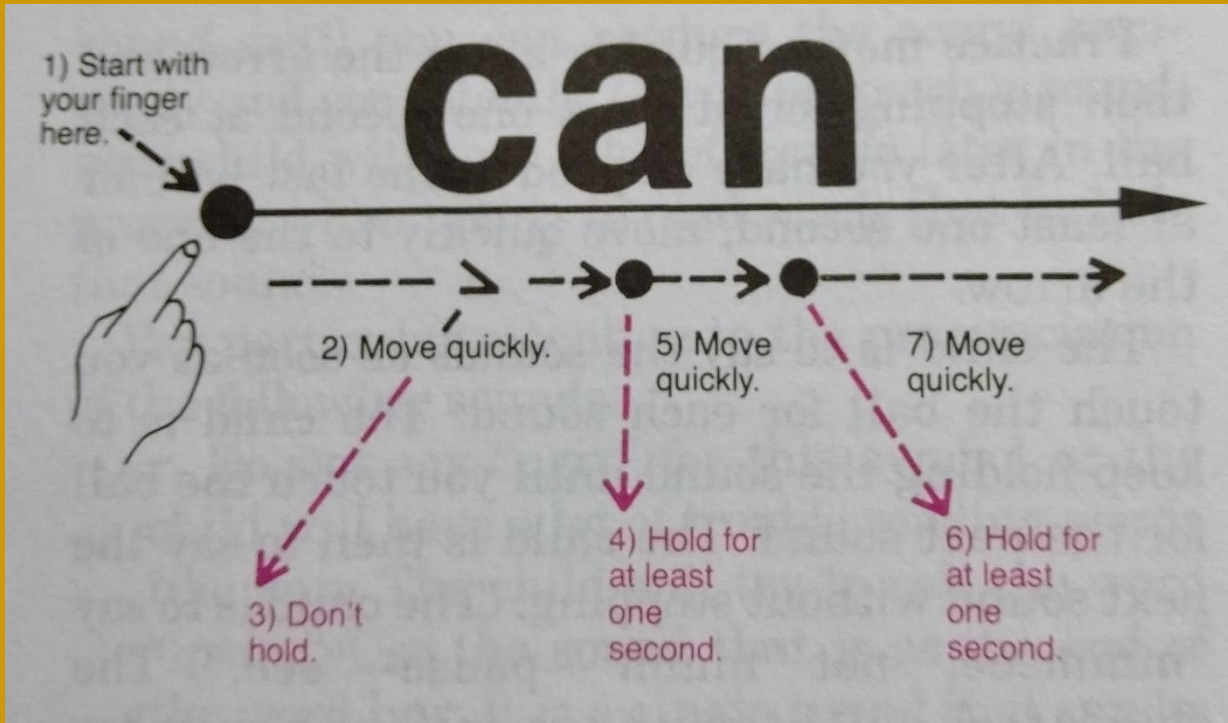 can
1) Start with
your finger
here.
2) Move quickly.
3) Don't
hold.
4) Hold for
at least
one
second.
5) Move
quickly.
6) Hold for
at least
one
second.
7) Move
quickly.